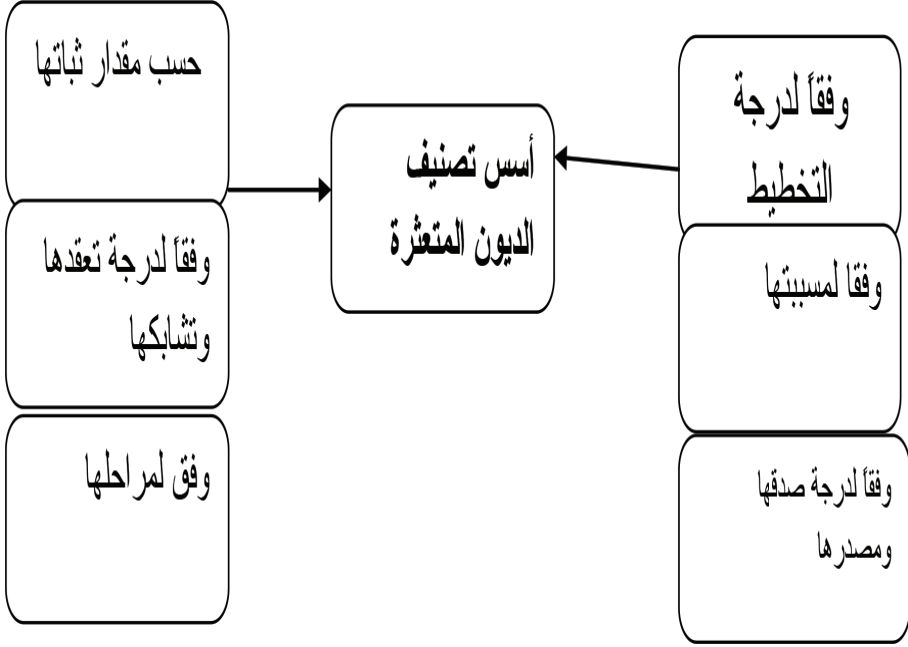 وفقاً لدرجة
التخطيط
وفقا لمسببتها
وفقاً لدرجة صدقها
ومصدرها
أسس تصنيف
الديون المتعثرة
حسب مقدار ثباتها
وفقاً لدرجة تعقدها
وتشابكها
وفق لمراحلها